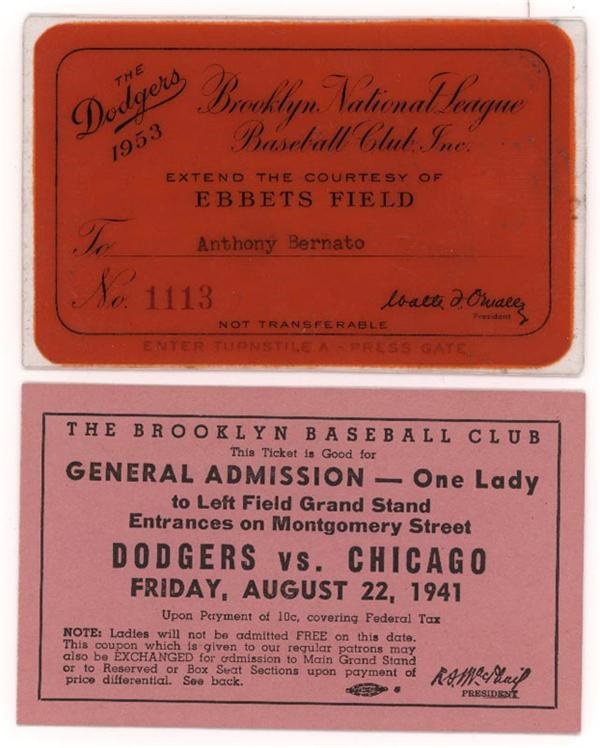 THE
Dodgers
1953
Brooklyn National League
Baseball Club, Inc.
EXTEND THE COURTESY OF
EBBETS FIELD
To Anthony Bernato
No. 1113
Walter F. O'Malley
President
NOT TRANSFERABLE
ENTER TURNSTILE A - PRESS GATE
THE BROOKLYN BASEBALL CLUB
This Ticket is Good for
GENERAL ADMISSION — One Lady
to Left Field Grand Stand
Entrances on Montgomery Street
DODGERS vs. CHICAGO
FRIDAY, AUGUST 22, 1941
Upon Payment of 10c, covering Federal Tax
NOTE: Ladies will not be admitted FREE on this date.
This coupon which is given to our regular patrons may
also be EXCHANGED for admission to Main Grand Stand
or to Reserved or Box Seat Sections upon payment of
price differential. See back.
PRESIDENT